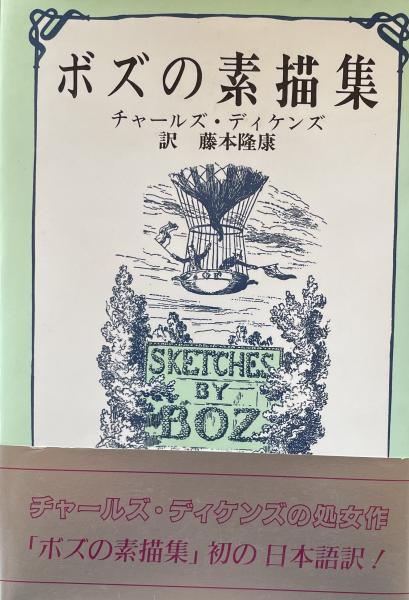 ボズの素描集
チャールズ・ディケンズ
訳 藤本隆康
SKETCHES
BY
BOZ
チャールズ・ディケンズの処女作
「ボズの素描集」初の日本語訳!